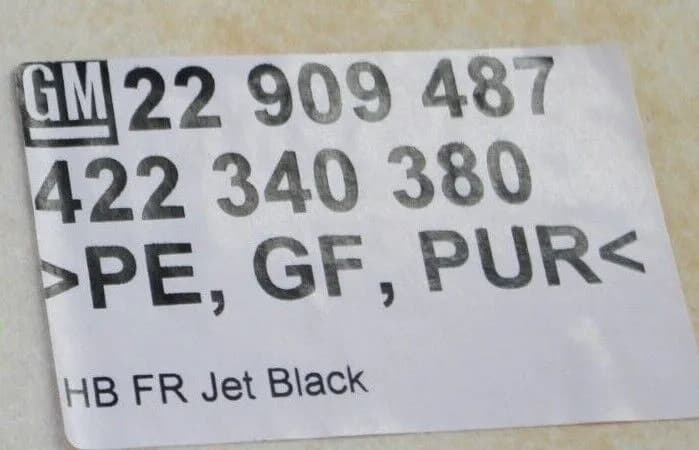 GM 22 909 487
422 340 380
>PE, GF, PUR<
HB FR Jet Black